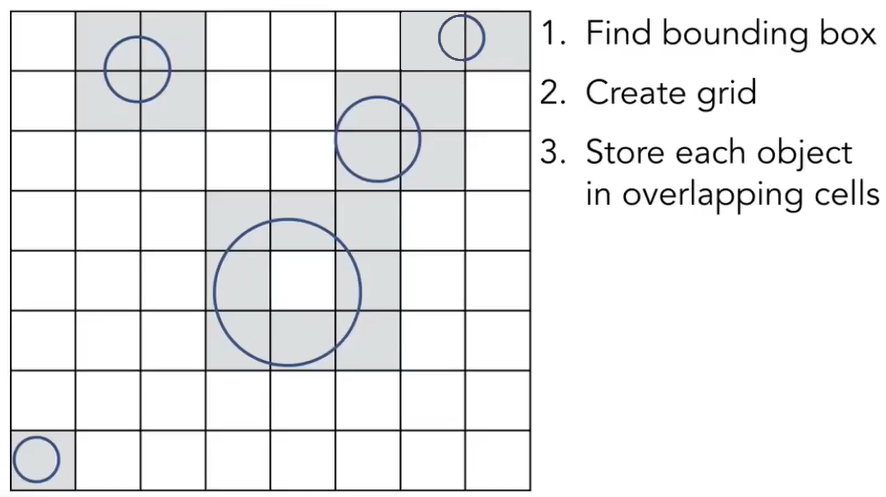 1. Find bounding box
2. Create grid
3. Store each object
in overlapping cells